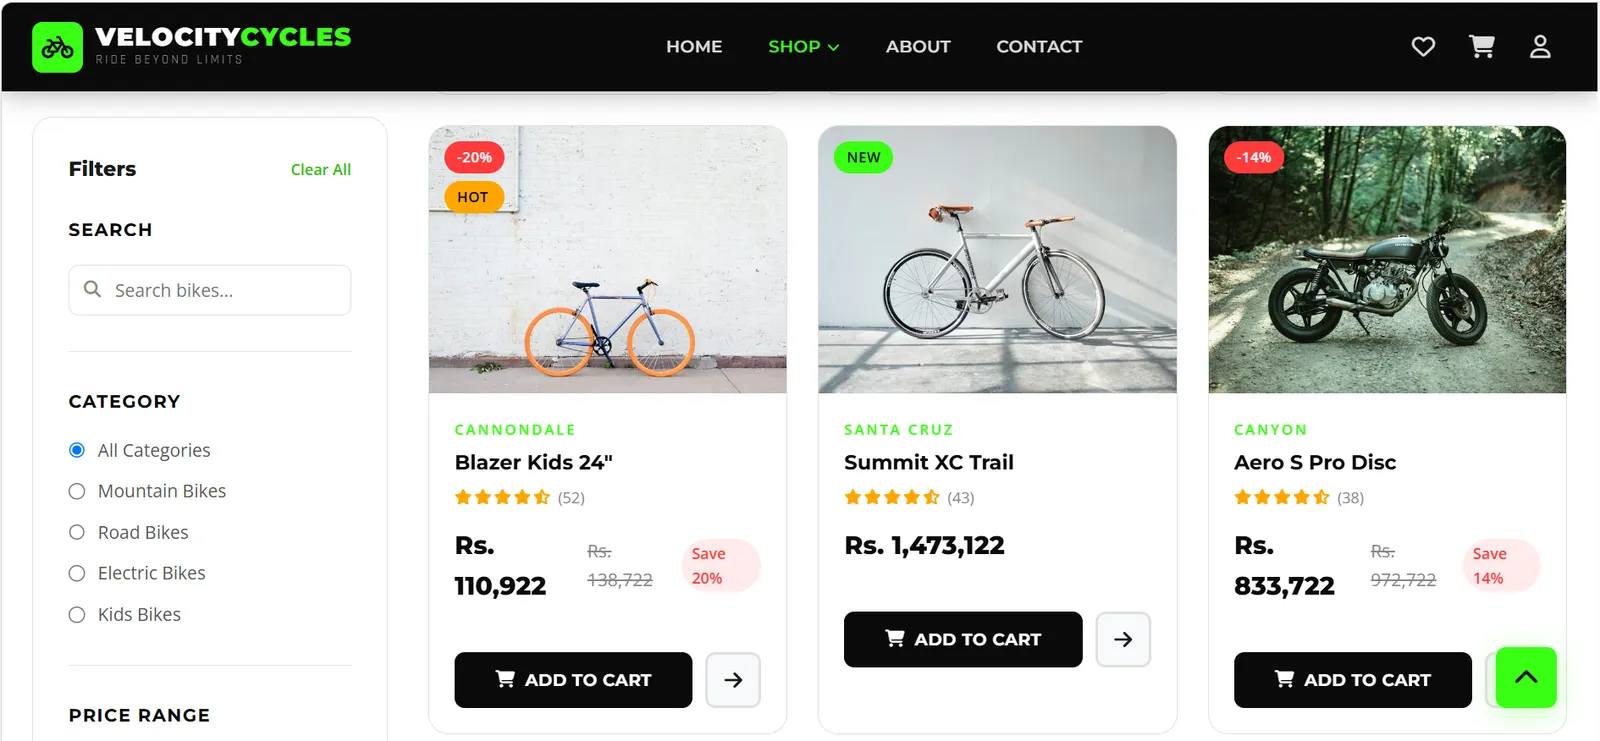 VELOCITYCYCLES
RIDE BEYOND LIMITS
HOME
SHOP
ABOUT
CONTACT
Filters
Clear All
SEARCH
Search bikes...
CATEGORY
All Categories
Mountain Bikes
Road Bikes
Electric Bikes
Kids Bikes
PRICE RANGE
-20%
HOT
CANNONDALE
Blazer Kids 24"
(52)
Rs.
110,922
Rs.
138,722
Save
20%
ADD TO CART
NEW
SANTA CRUZ
Summit XC Trail
(43)
Rs. 1,473,122
ADD TO CART
-14%
CANYON
Aero S Pro Disc
(38)
Rs.
833,722
Rs.
972,722
Save
14%
ADD TO CART